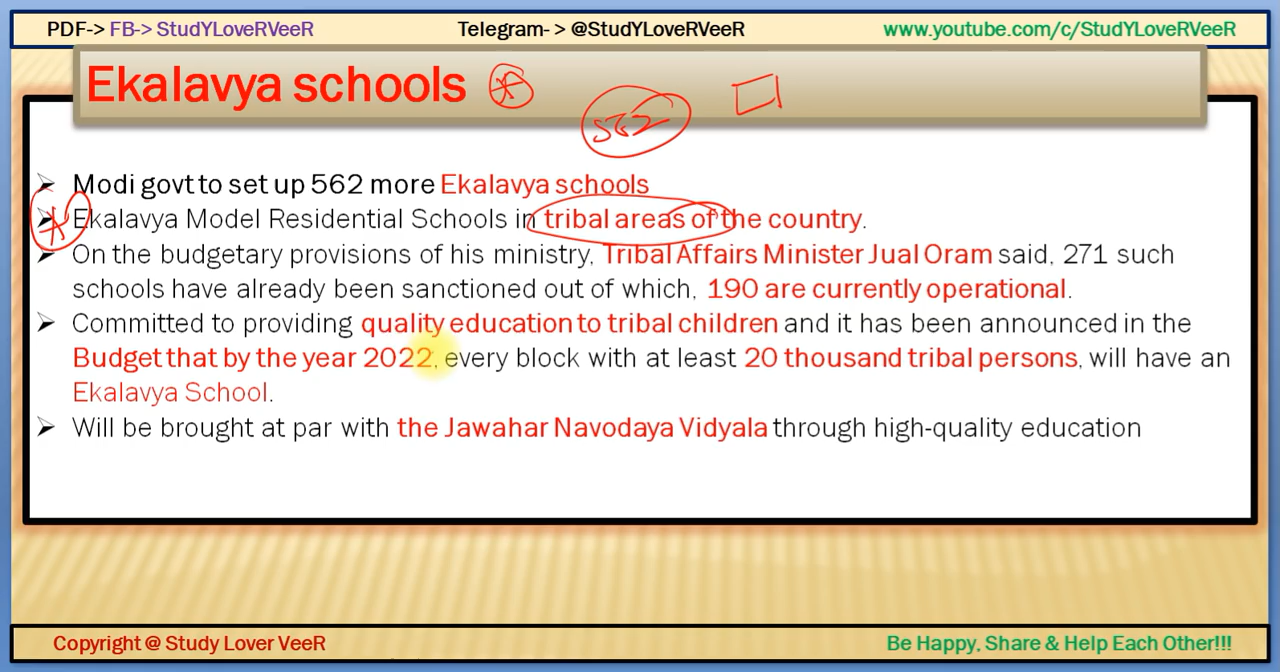 PDF-> FB-> StudYLoveRVeeR Telegram- > @StudYLoveRVeeR www.youtube.com/c/StudYLoveRVeeR
Ekalavya schools
562
Modi govt to set up 562 more Ekalavya schools
Ekalavya Model Residential Schools in tribal areas of the country.
On the budgetary provisions of his ministry, Tribal Affairs Minister Jual Oram said, 271 such
schools have already been sanctioned out of which, 190 are currently operational.
Committed to providing quality education to tribal children and it has been announced in the
Budget that by the year 2022, every block with at least 20 thousand tribal persons, will have an
Ekalavya School.
Will be brought at par with the Jawahar Navodaya Vidyala through high-quality education
Copyright @ Study Lover VeeR Be Happy, Share & Help Each Other!!!